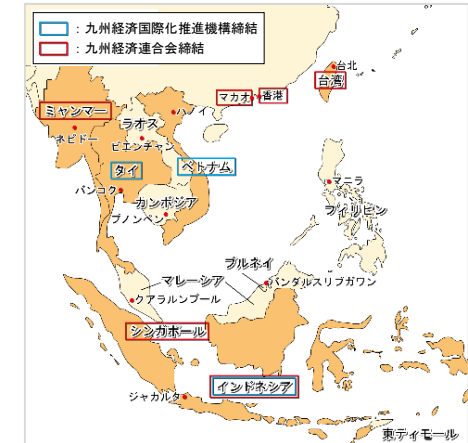 ：九州経済国際化推進機構締結
：九州経済連合会締結
台北
台湾
マカオ
香港
ミャンマー
ハノイ
ラオス
ネピドー
ビエンチャン
タイ
ベトナム
バンコク
マニラ
カンボジア
プノンペン
フィリピン
ブルネイ
マレーシア
バンダルスリブガワン
クアラルンプール
シンガポール
インドネシア
ジャカルタ
東ティモール